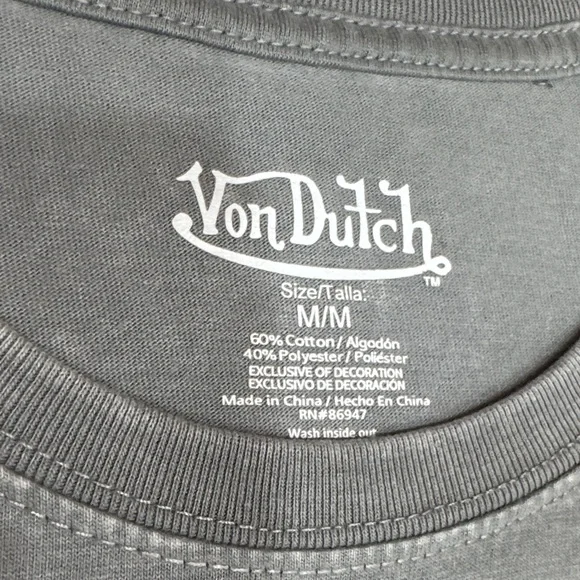 Von Dutch
TM
Size/Talla:
M/M
60% Cotton / Algodón
40% Polyester / Poliéster
EXCLUSIVE OF DECORATION
EXCLUSIVO DE DECORACIÓN
Made in China / Hecho En China
RN#86947
Wash inside out